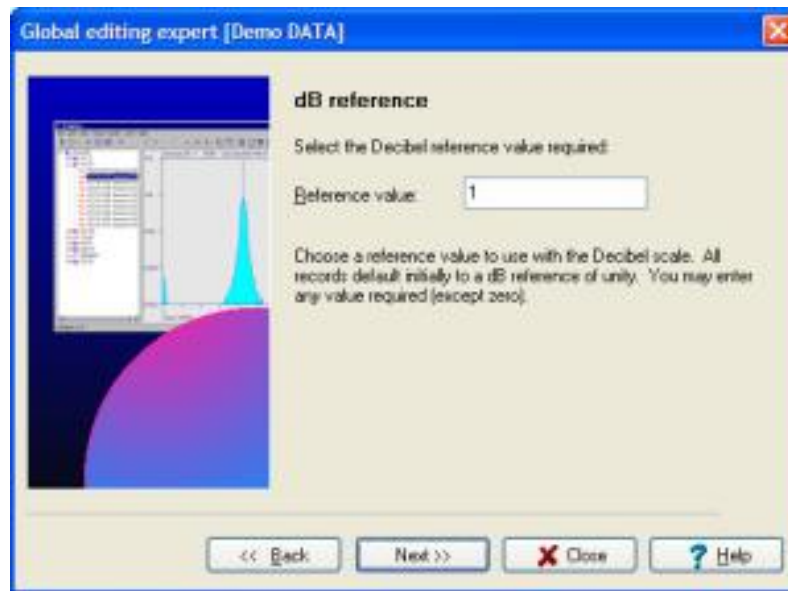 Global editing expert [Demo DATA]
dB reference
Select the Decibel reference value required:
Reference value:
1
Choose a reference value to use with the Decibel scale. All
records default initially to a dB reference of unity. You may enter
any value required (except zero).
<< Back
Next >>
Close
Help